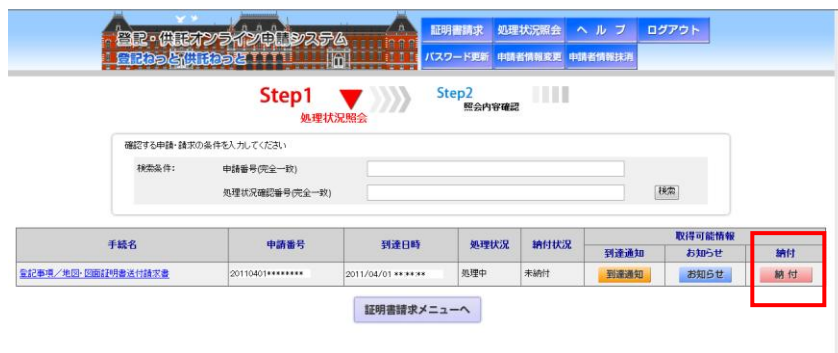 登記・供託オンライン申請システム
登記ねっと 供託ねっと
証明書請求 処理状況照会 ヘルプ ログアウト
パスワード更新 申請者情報変更 申請者情報抹消
Step1 処理状況照会
Step2 照会内容確認
確認する申請・請求の条件を入力してください
検索条件: 申請番号(完全一致)
処理状況確認番号(完全一致) 検索
手続名 申請番号 到達日時 処理状況 納付状況 取得可能情報
到達通知 お知らせ 納付
登記事項/地図・図面証明書送付請求書 20110401******** 2011/04/01 **:**:** 処理中 未納付 到達通知 お知らせ 納付
証明書請求メニューへ